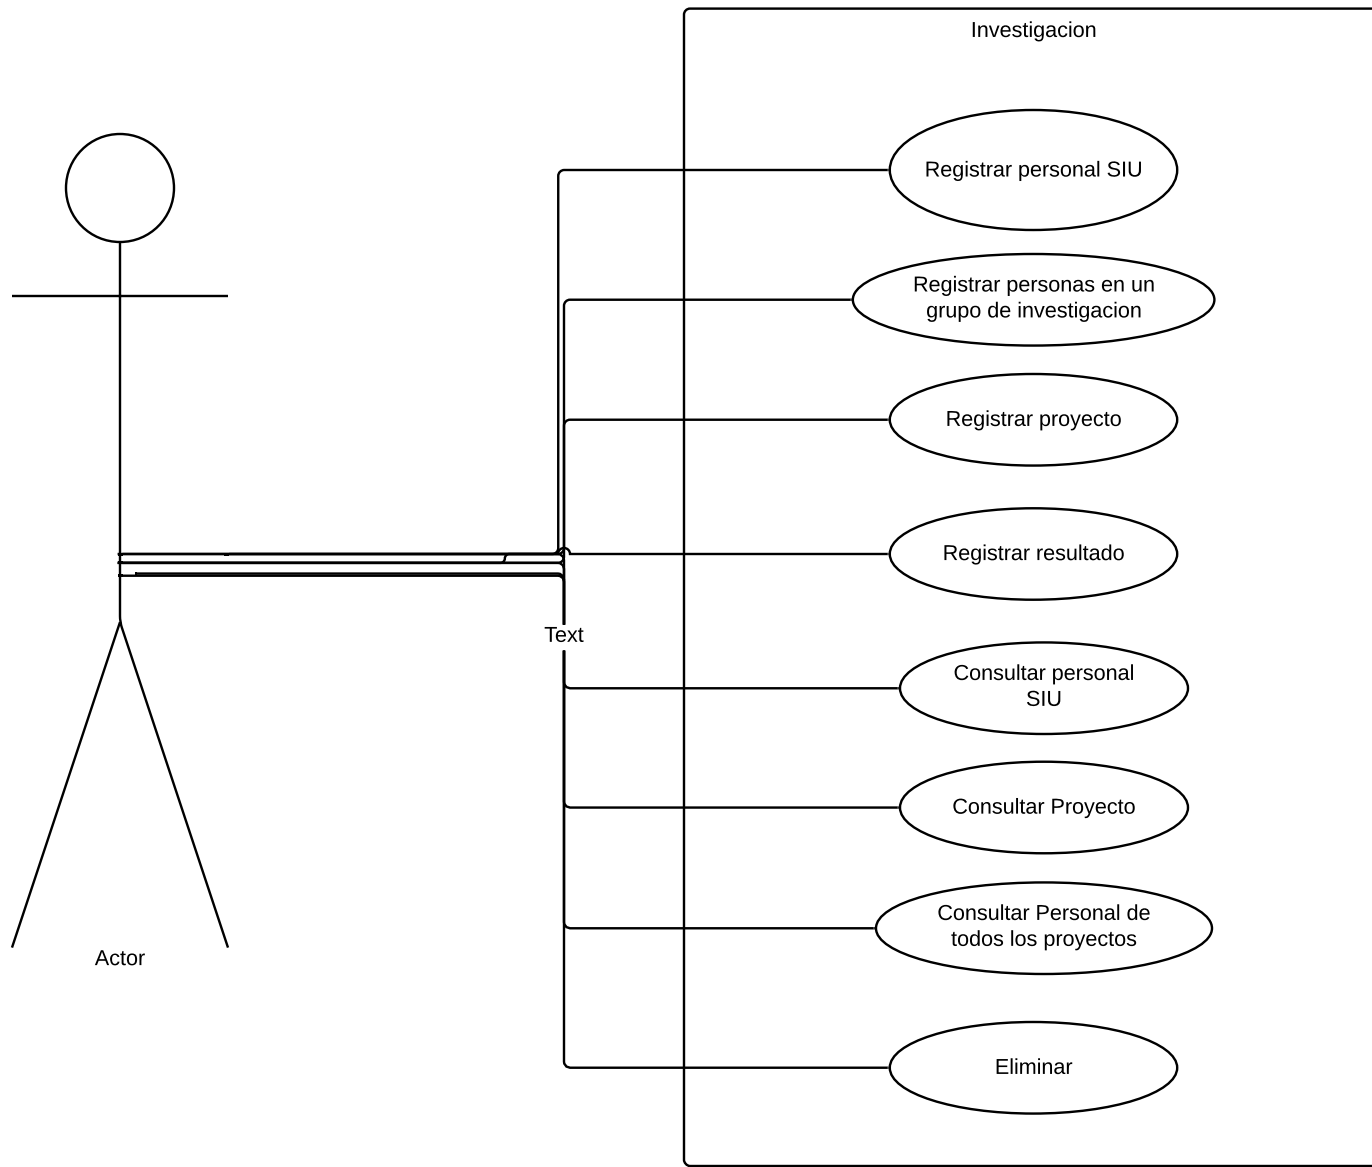 Investigacion
Registrar personal SIU
Registrar personas en un
grupo de investigacion
Registrar proyecto
Registrar resultado
Text
Consultar personal
SIU
Consultar Proyecto
Consultar Personal de
todos los proyectos
Actor
Eliminar